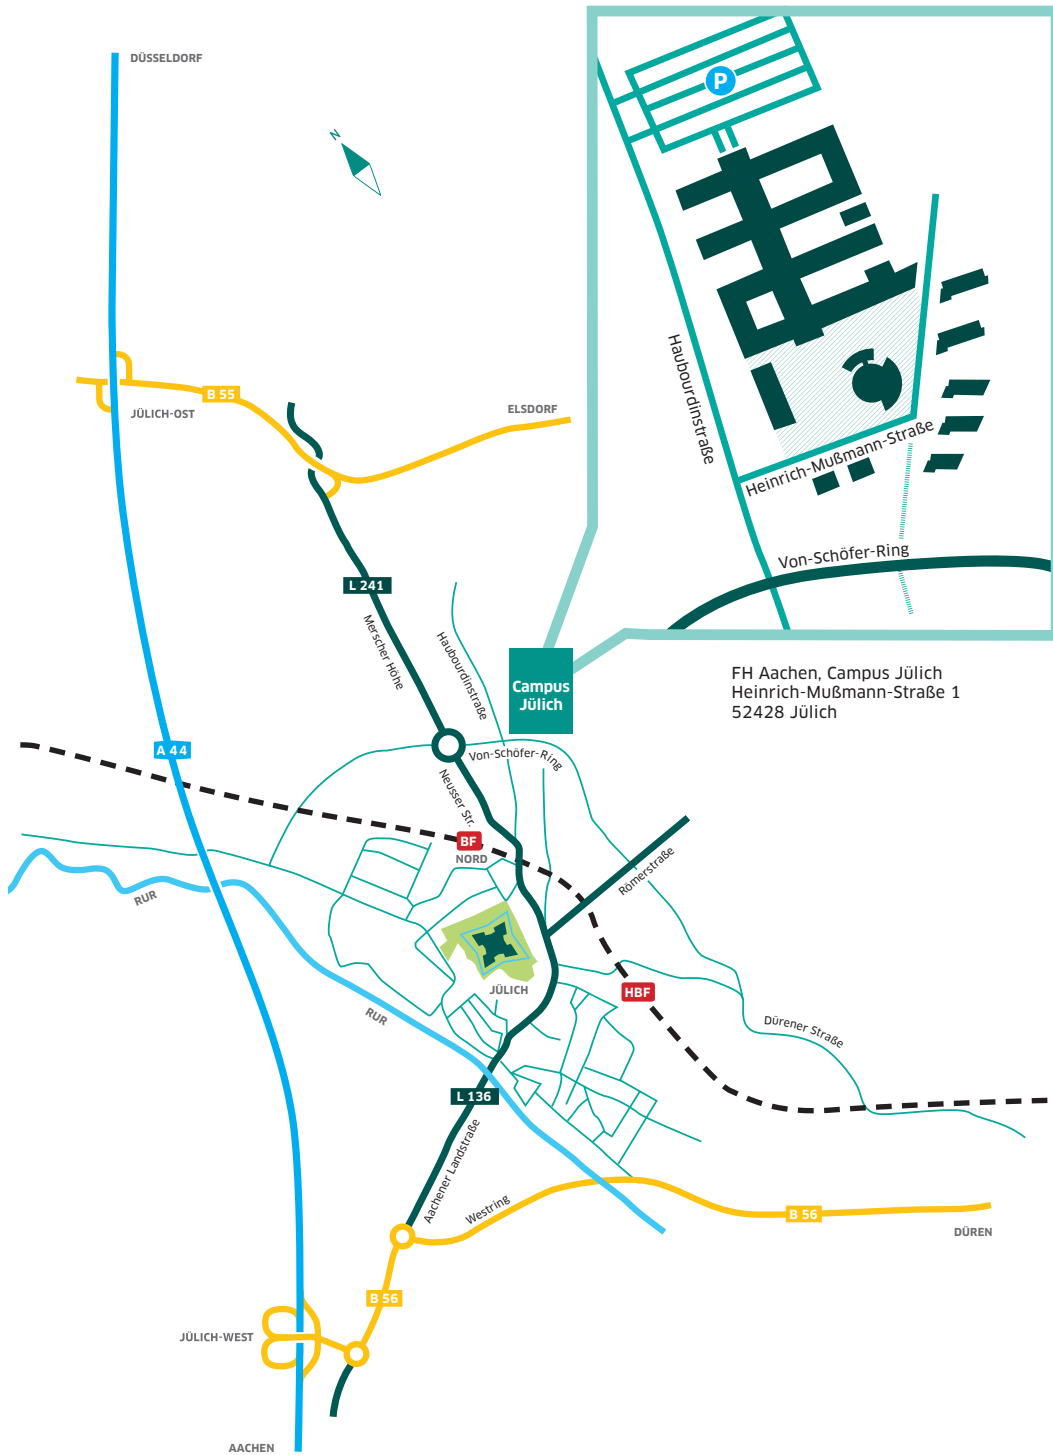 DÜSSELDORF
N
P
JÜLICH-OST
B 55
ELSDORF
Haubourdinstraße
Heinrich-Mußmann-Straße
Von-Schöfer-Ring
L 241
Merscher Höhe
Haubourdinstraße
Campus
Jülich
FH Aachen, Campus Jülich
Heinrich-Mußmann-Straße 1
52428 Jülich
A 44
Von-Schöfer-Ring
Neusser Str.
BF
NORD
Römerstraße
RUR
JÜLICH
HBF
RUR
Dürener Straße
L 136
Aachener Landstraße
Westring
B 56
DÜREN
B 56
JÜLICH-WEST
AACHEN